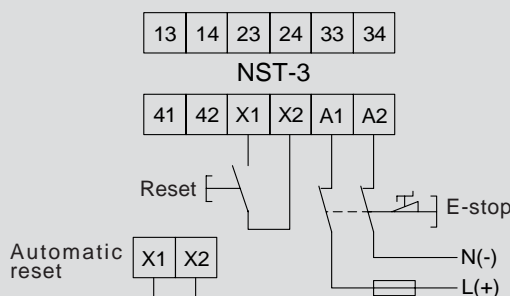 13 14 23 24 33 34
NST-3
41 42 X1 X2 A1 A2
Reset
E-stop
Automatic
reset
X1 X2
N(-)
L(+)